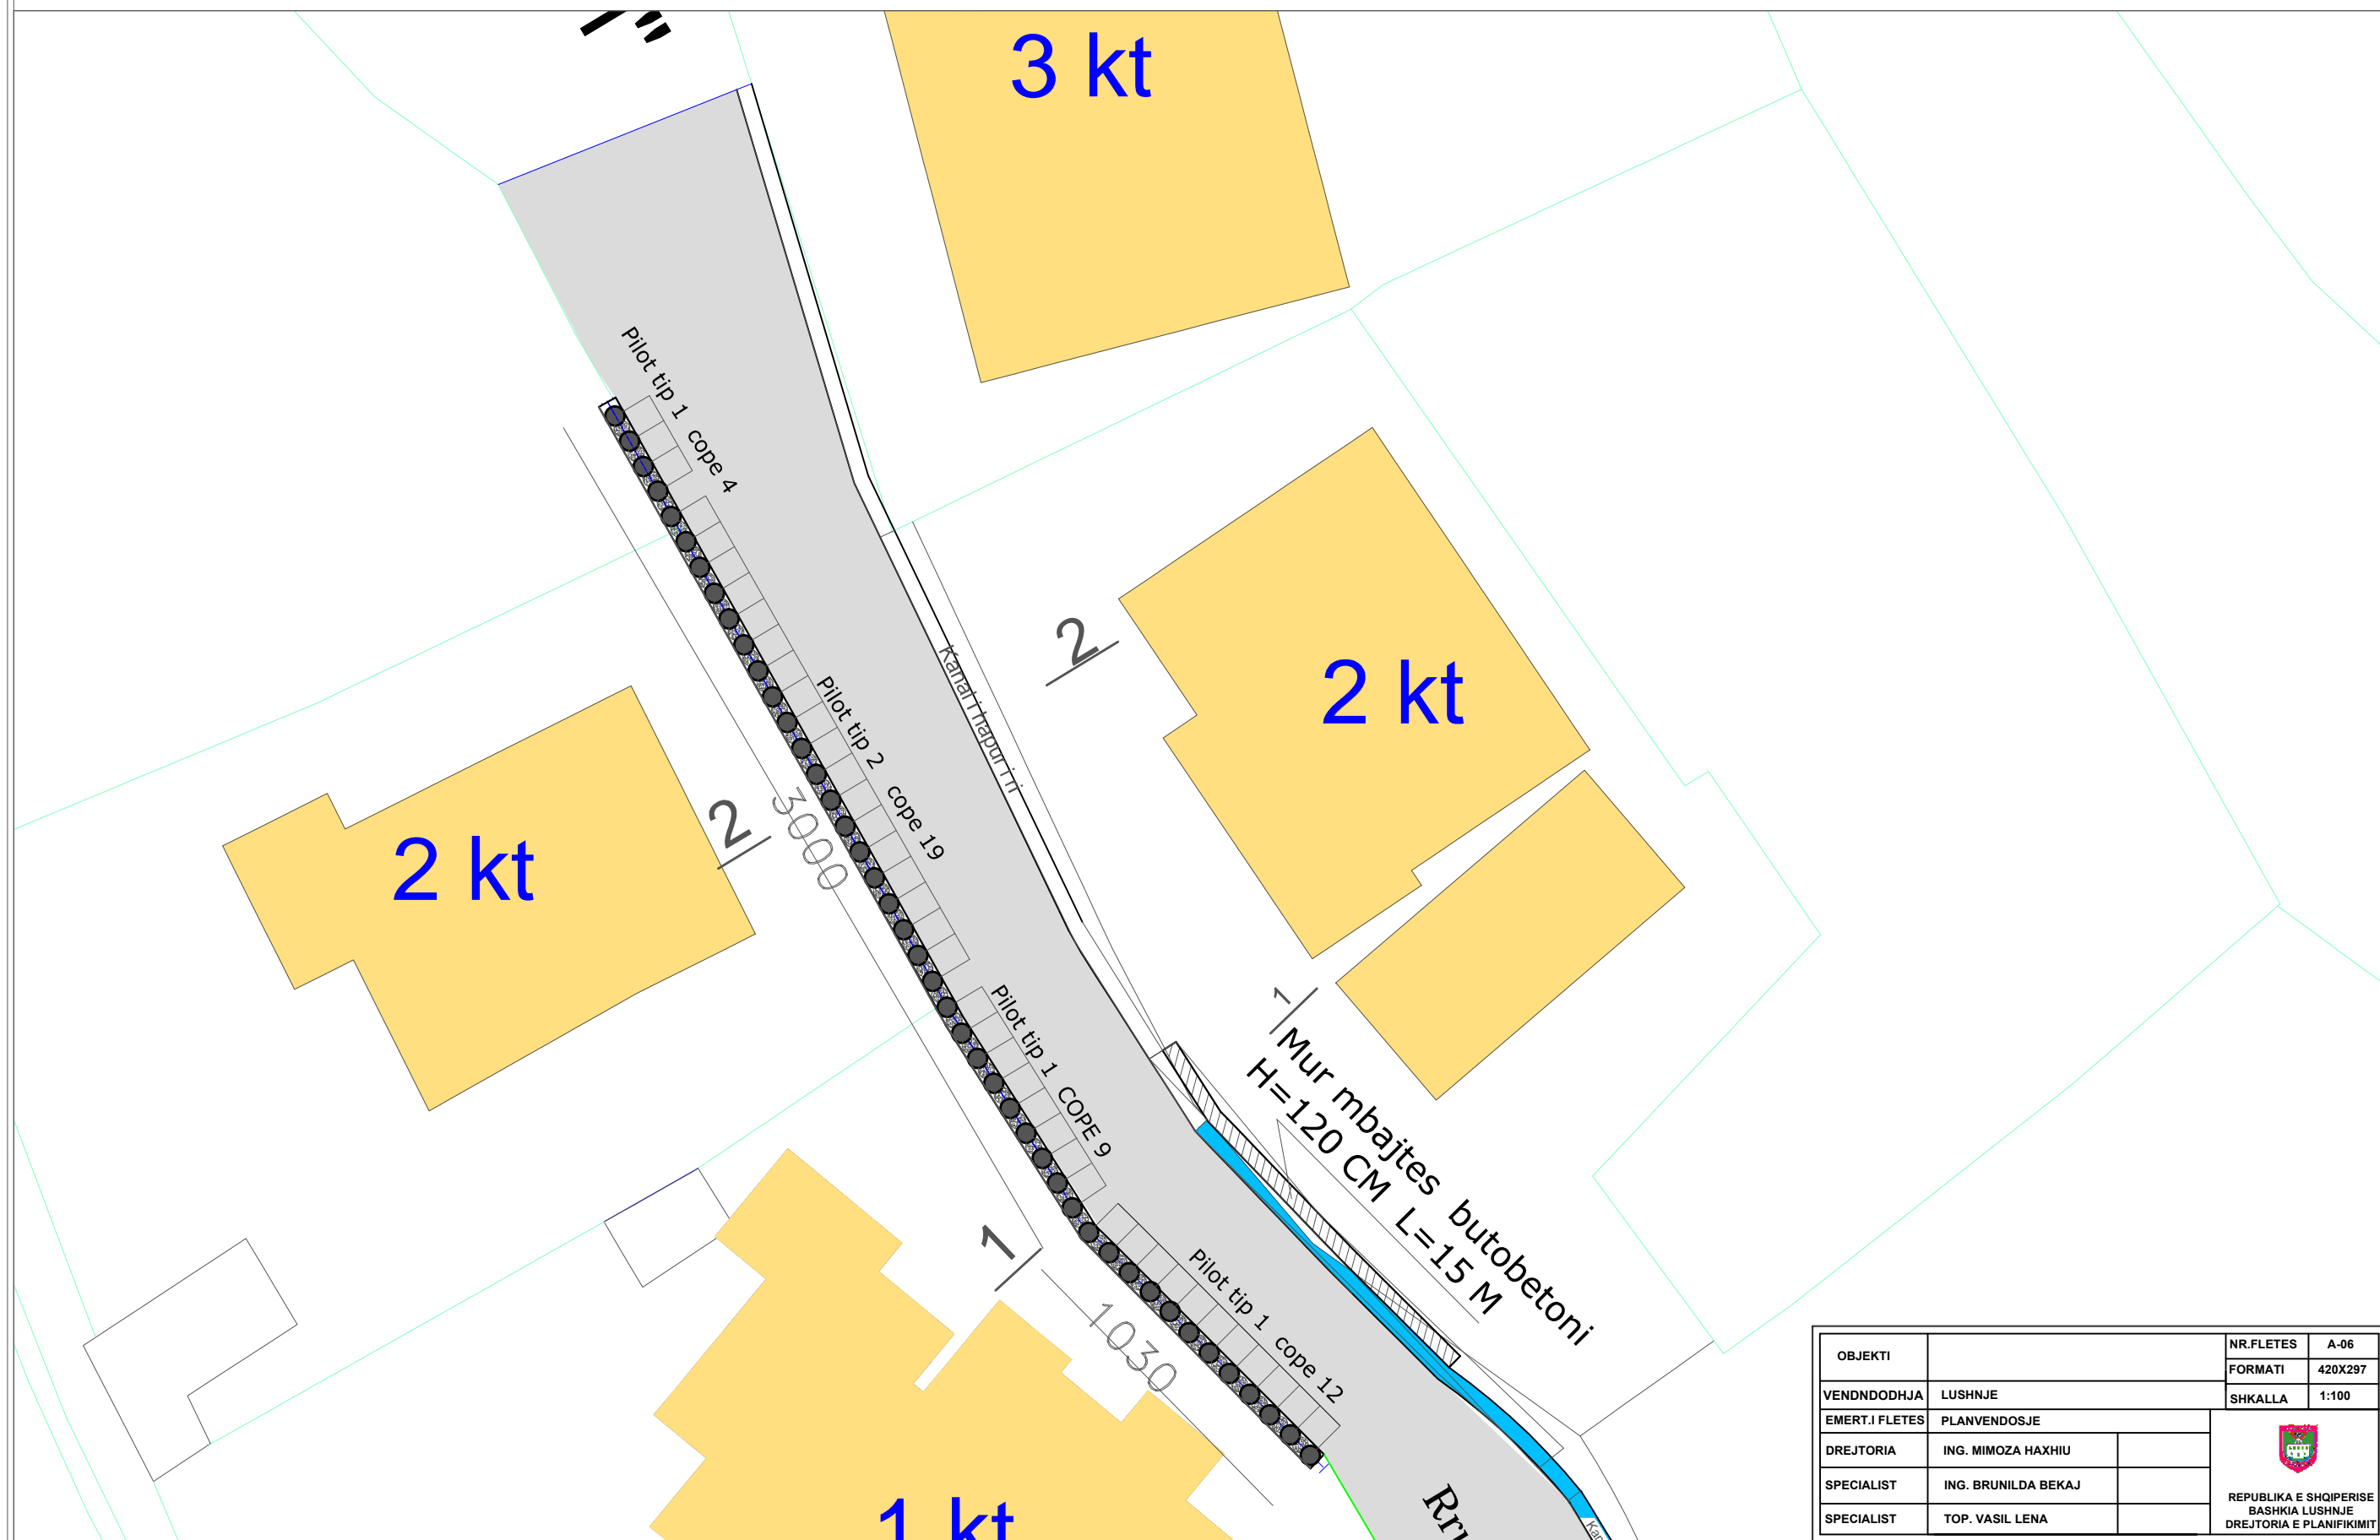 3 kt
Pilot tip 1 cope 4
2
2 kt
Kanal i hapur i ri
Pilot tip 2 cope 19
2
3000
2 kt
Pilot tip 1 COPE 9
1
Mur mbajtes butobetoni
H=120 CM L=15 M
1
Pilot tip 1 cope 12
1030
1 kt
OBJEKTI
NR.FLETES A-06
FORMATI 420X297
VENDNDODHJA LUSHNJE
SHKALLA 1:100
EMERT.I FLETES PLANVENDOSJE
DREJTORIA ING. MIMOZA HAXHIU
SPECIALIST ING. BRUNILDA BEKAJ
SPECIALIST TOP. VASIL LENA
REPUBLIKA E SHQIPERISE
BASHKIA LUSHNJE
DREJTORIA E PLANIFIKIMIT